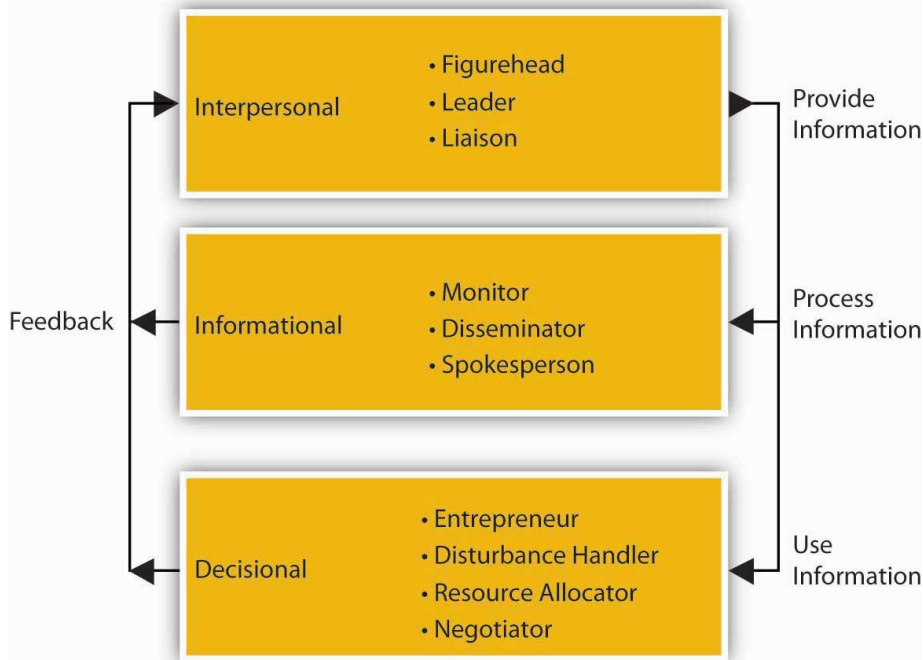 Interpersonal
• Figurehead
• Leader
• Liaison
Provide
Information
Feedback
Informational
• Monitor
• Disseminator
• Spokesperson
Process
Information
Decisional
• Entrepreneur
• Disturbance Handler
• Resource Allocator
• Negotiator
Use
Information